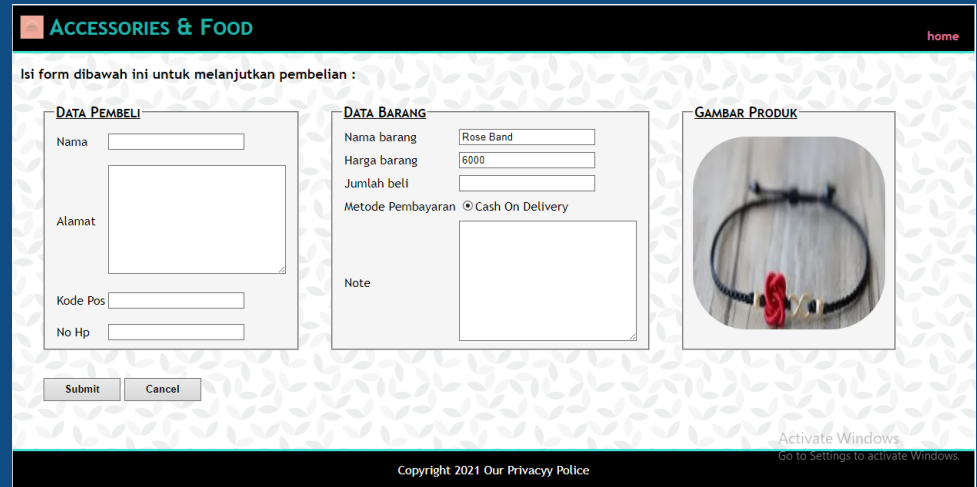 ACCESSORIES & FOOD
home
Isi form dibawah ini untuk melanjutkan pembelian :
DATA PEMBELI
Nama
Alamat
Kode Pos
No Hp
DATA BARANG
Nama barang Rose Band
Harga barang 6000
Jumlah beli
Metode Pembayaran Cash On Delivery
Note
GAMBAR PRODUK
Submit Cancel
Activate Windows
Go to Settings to activate Windows.
Copyright 2021 Our Privacyy Police